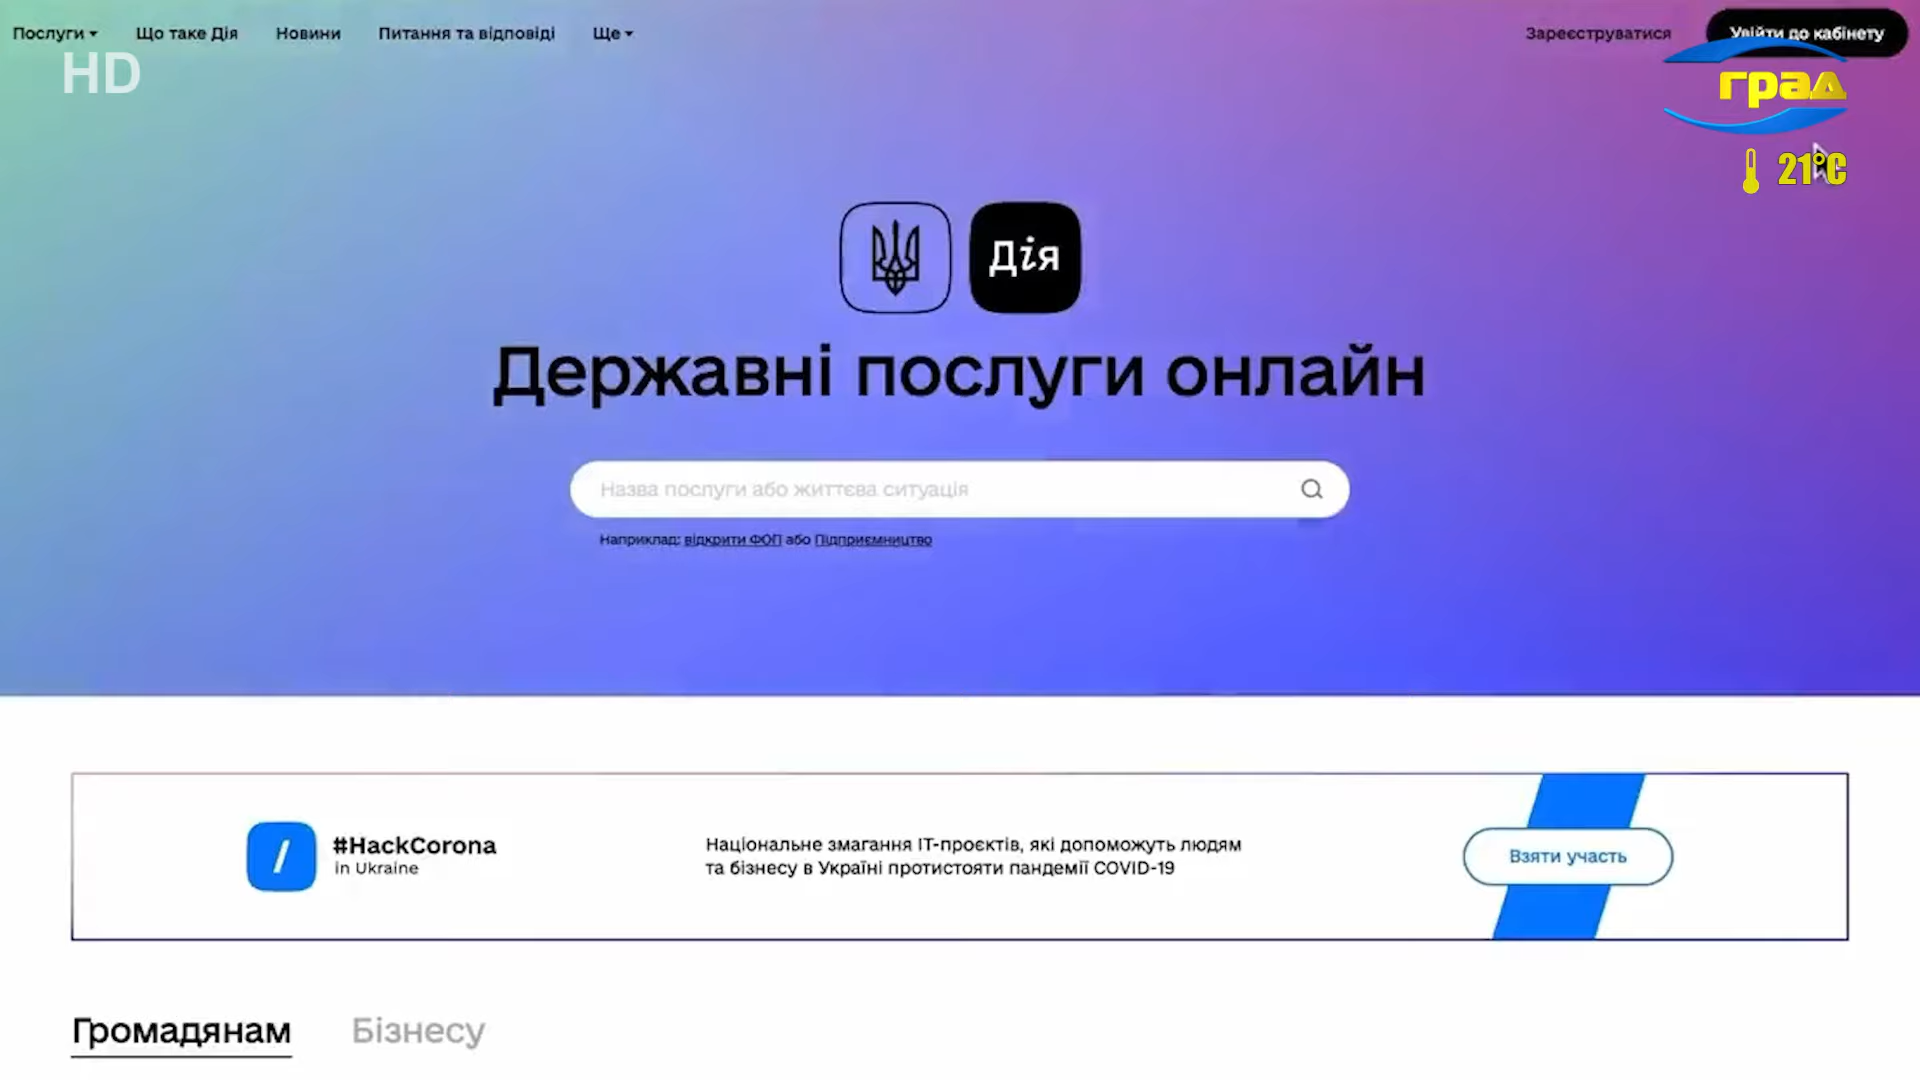 Послуги
Що таке Дія
Новини
Питання та відповіді
Ще
Зареєструватися
Увійти до кабінету
HD
град
21°C
Дія
Державні послуги онлайн
Назва послуги або життєва ситуація
Наприклад: відкрити ФОП або Підприємництво
#HackCorona
in Ukraine
Національне змагання ІТ-проєктів, які допоможуть людям
та бізнесу в Україні протистояти пандемії COVID-19
Взяти участь
Громадянам
Бізнесу